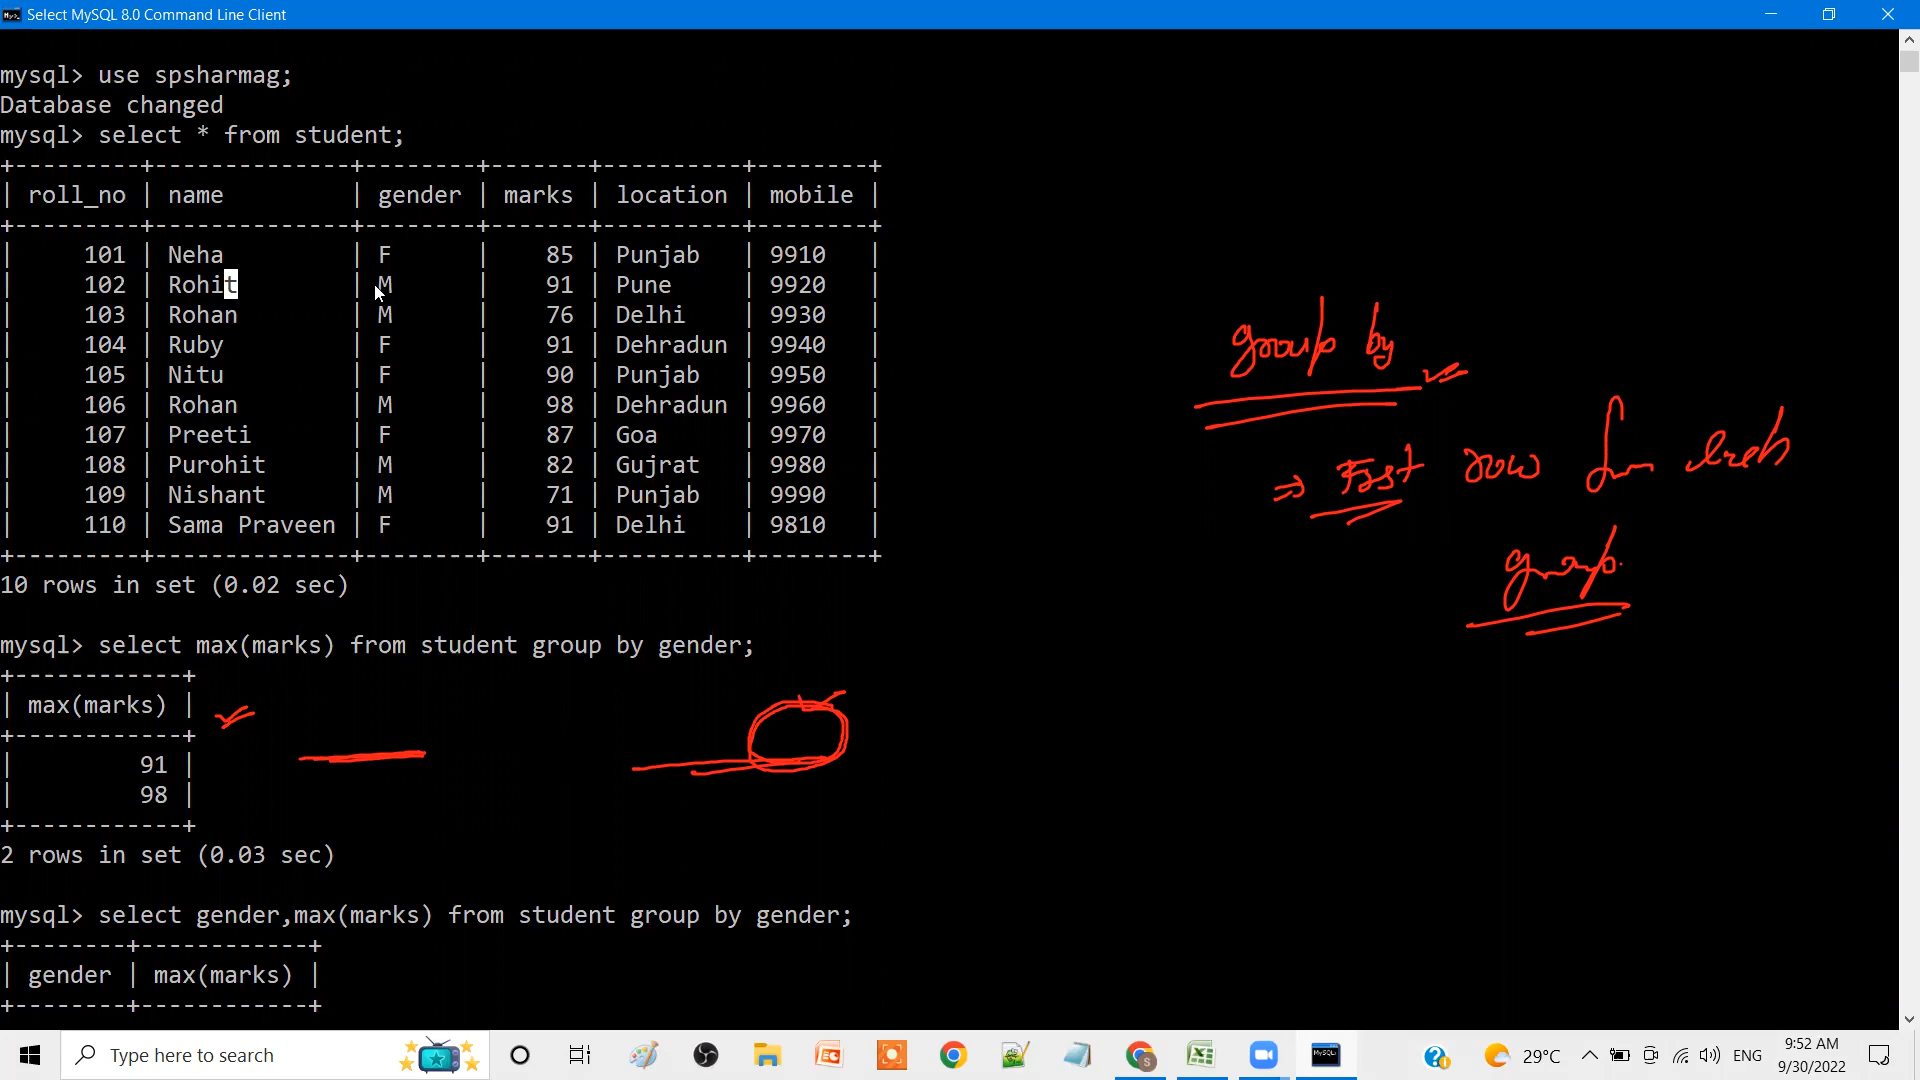 Select MySQL 8.0 Command Line Client
mysql> use spsharmag;
Database changed
mysql> select * from student;
+---------+--------------+--------+-------+----------+--------+
| roll_no | name         | gender | marks | location | mobile |
+---------+--------------+--------+-------+----------+--------+
|     101 | Neha         | F      |    85 | Punjab   | 9910   |
|     102 | Rohit        | M      |    91 | Pune     | 9920   |
|     103 | Rohan        | M      |    76 | Delhi    | 9930   |
|     104 | Ruby         | F      |    91 | Dehradun | 9940   |
|     105 | Nitu         | F      |    90 | Punjab   | 9950   |
|     106 | Rohan        | M      |    98 | Dehradun | 9960   |
|     107 | Preeti       | F      |    87 | Goa      | 9970   |
|     108 | Purohit      | M      |    82 | Gujrat   | 9980   |
|     109 | Nishant      | M      |    71 | Punjab   | 9990   |
|     110 | Sama Praveen | F      |    91 | Delhi    | 9810   |
+---------+--------------+--------+-------+----------+--------+
10 rows in set (0.02 sec)
mysql> select max(marks) from student group by gender;
+------------+
| max(marks) |
+------------+
|         91 |
|         98 |
+------------+
2 rows in set (0.03 sec)
mysql> select gender,max(marks) from student group by gender;
+--------+------------+
| gender | max(marks) |
+--------+------------+
group by
⇒ First row from each
group.
Type here to search
29°C
ENG
9:52 AM
9/30/2022